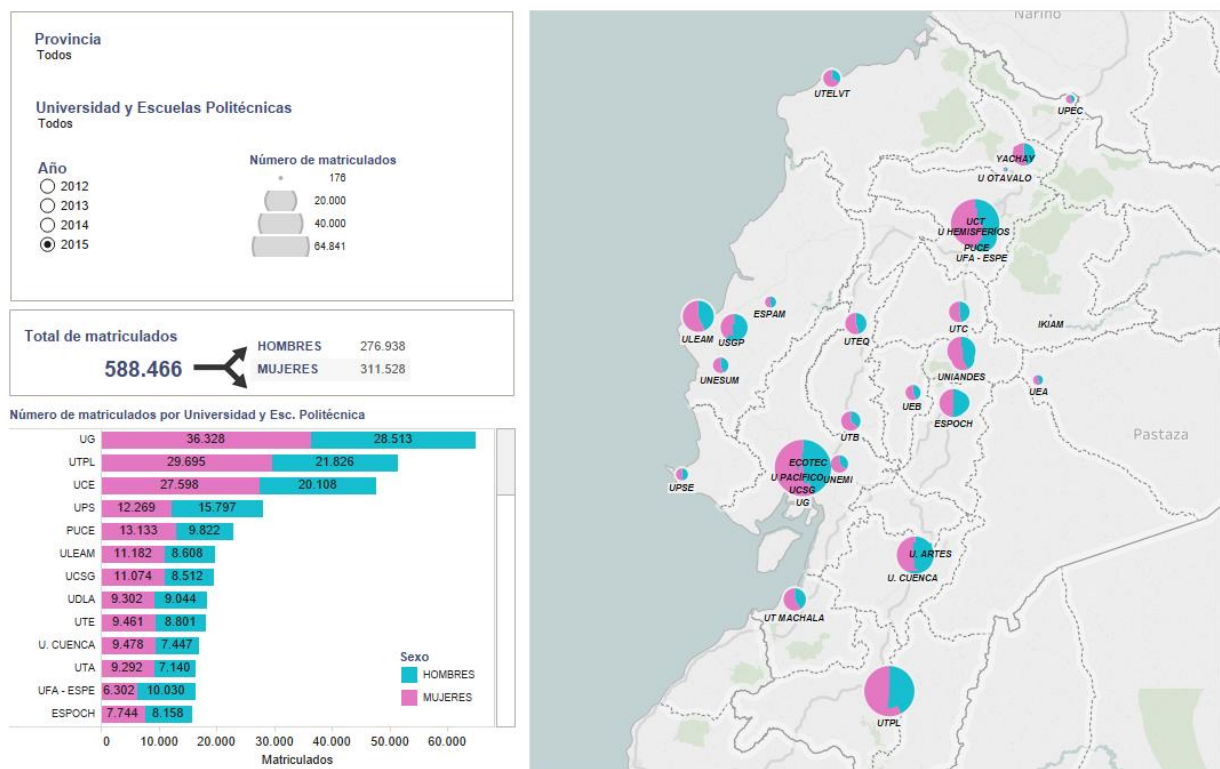 Provincia
Todos
Universidad y Escuelas Politécnicas
Todos
Año
2012
2013
2014
2015
Número de matriculados
176
20.000
40.000
64.841
Total de matriculados
588.466
HOMBRES 276.938
MUJERES 311.528
Número de matriculados por Universidad y Esc. Politécnica
UG 36.328 28.513
UTPL 29.695 21.826
UCE 27.598 20.108
UPS 12.269 15.797
PUCE 13.133 9.822
ULEAM 11.182 8.608
UCSG 11.074 8.512
UDLA 9.302 9.044
UTE 9.461 8.801
U. CUENCA 9.478 7.447
UTA 9.292 7.140
UFA - ESPE 6.302 10.030
ESPOCH 7.744 8.158
Sexo
HOMBRES
MUJERES
0 10.000 20.000 30.000 40.000 50.000 60.000
Matriculados
Nariño
UTELVT
UPEC
YACHAY
U OTAVALO
UCT
U HEMISFERIOS
PUCE
UFA - ESPE
ESPAM
ULEAM
USGP
UTEQ
UTC
IKIAM
UNESUM
UNIANDES
UEA
UEB
ESPOCH
UTB
Pastaza
ECOTEC
U PACÍFICO
UNEMI
UCSG
UG
UPSE
U. ARTES
U. CUENCA
UT MACHALA
UTPL